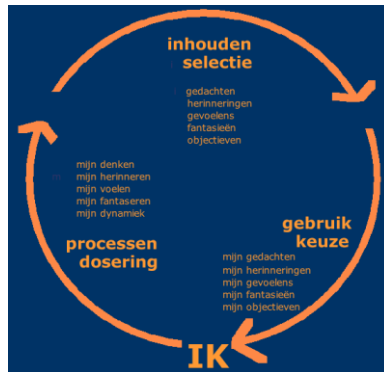 inhouden
selectie
gedachten
herinneringen
gevoelens
fantasieën
objectieven
mijn denken
mijn herinneren
mijn voelen
mijn fantaseren
mijn dynamiek
processen
dosering
gebruik
keuze
mijn gedachten
mijn herinneringen
mijn gevoelens
mijn fantasieën
mijn objectieven
IK